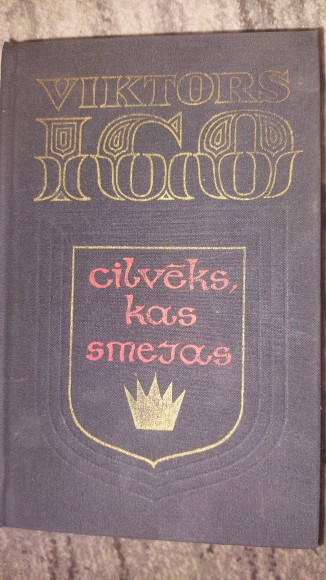 VIKTORS
IGO
cilvēks,
kas
smejas